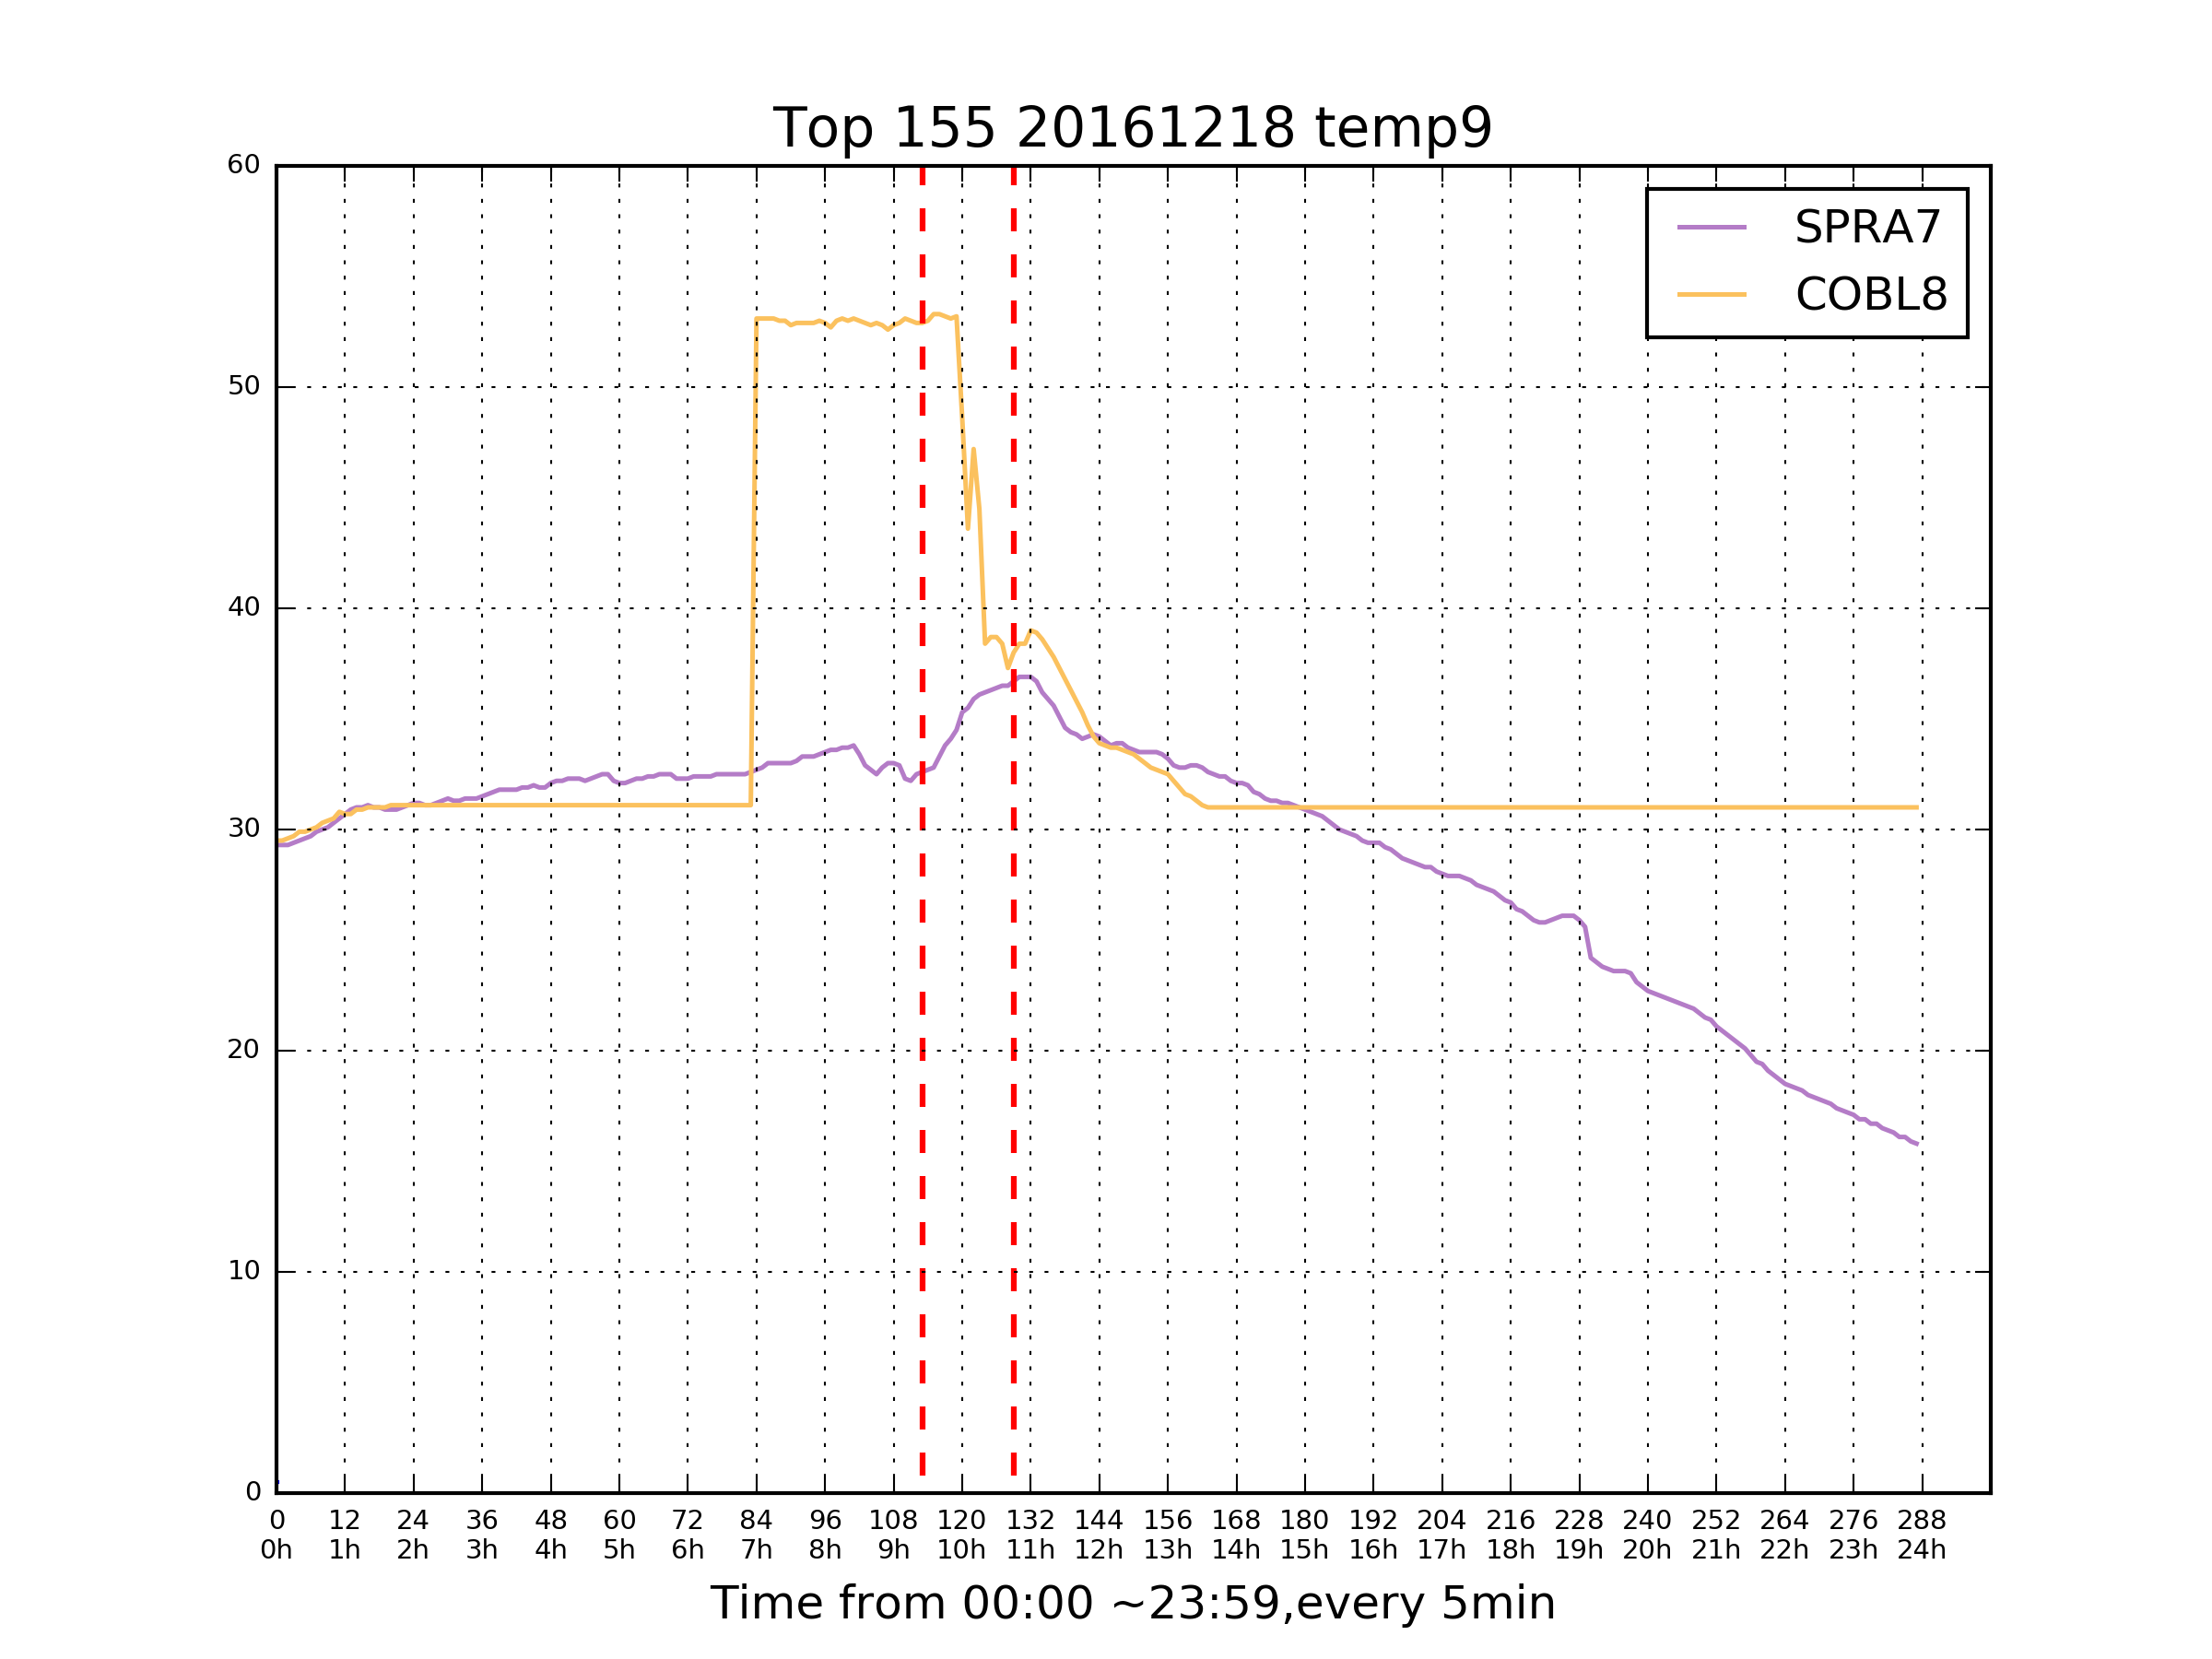 Top 155 20161218 temp9
60
50
40
30
20
10
0
SPRA7
COBL8
0 12 24 36 48 60 72 84 96 108 120 132 144 156 168 180 192 204 216 228 240 252 264 276 288
0h 1h 2h 3h 4h 5h 6h 7h 8h 9h 10h 11h 12h 13h 14h 15h 16h 17h 18h 19h 20h 21h 22h 23h 24h
Time from 00:00 ~23:59,every 5min